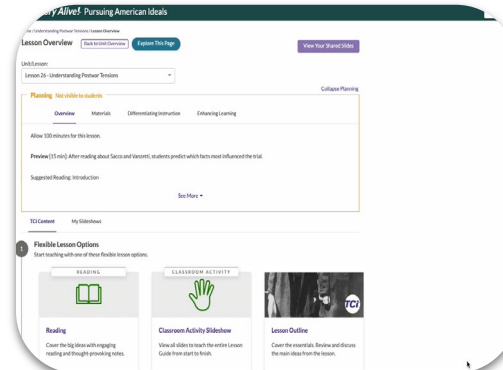 Alive! Pursuing American Ideals
/ Understanding Postwar Tensions / Lesson Overview
Lesson Overview Back to Unit Overview Explore This Page View Your Shared Slides
Unit/Lesson:
Lesson 26 - Understanding Postwar Tensions
Collapse Planning
Planning Not visible to students
Overview Materials Differentiating Instruction Enhancing Learning
Allow 100 minutes for this lesson.
Preview (15 min) After reading about Sacco and Vanzetti, students predict which facts most influenced the trial.
Suggested Reading: Introduction
See More
TCI Content My Slideshows
1
Flexible Lesson Options
Start teaching with one of these flexible lesson options.
READING CLASSROOM ACTIVITY
TCi
Reading Classroom Activity Slideshow Lesson Outline
Cover the big ideas with engaging View all slides to teach the entire Lesson Cover the essentials. Review and discuss
reading and thought-provoking notes. Guide from start to finish. the main ideas from the lesson.